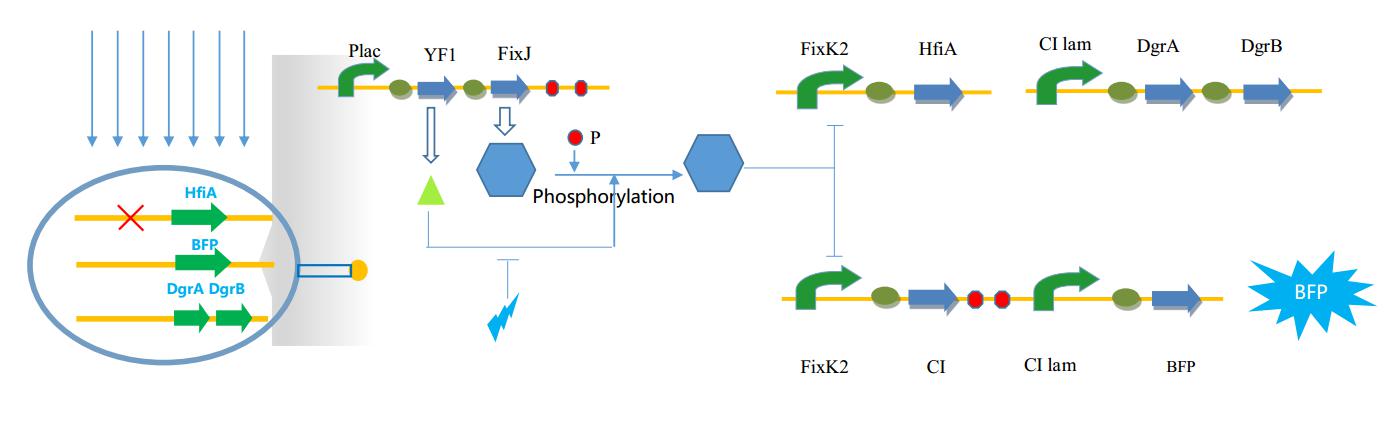 Plac
YF1
FixJ
FixK2
HfiA
CI lam
DgrA
DgrB
P
Phosphorylation
HfiA
BFP
DgrA DgrB
BFP
FixK2
CI
CI lam
BFP